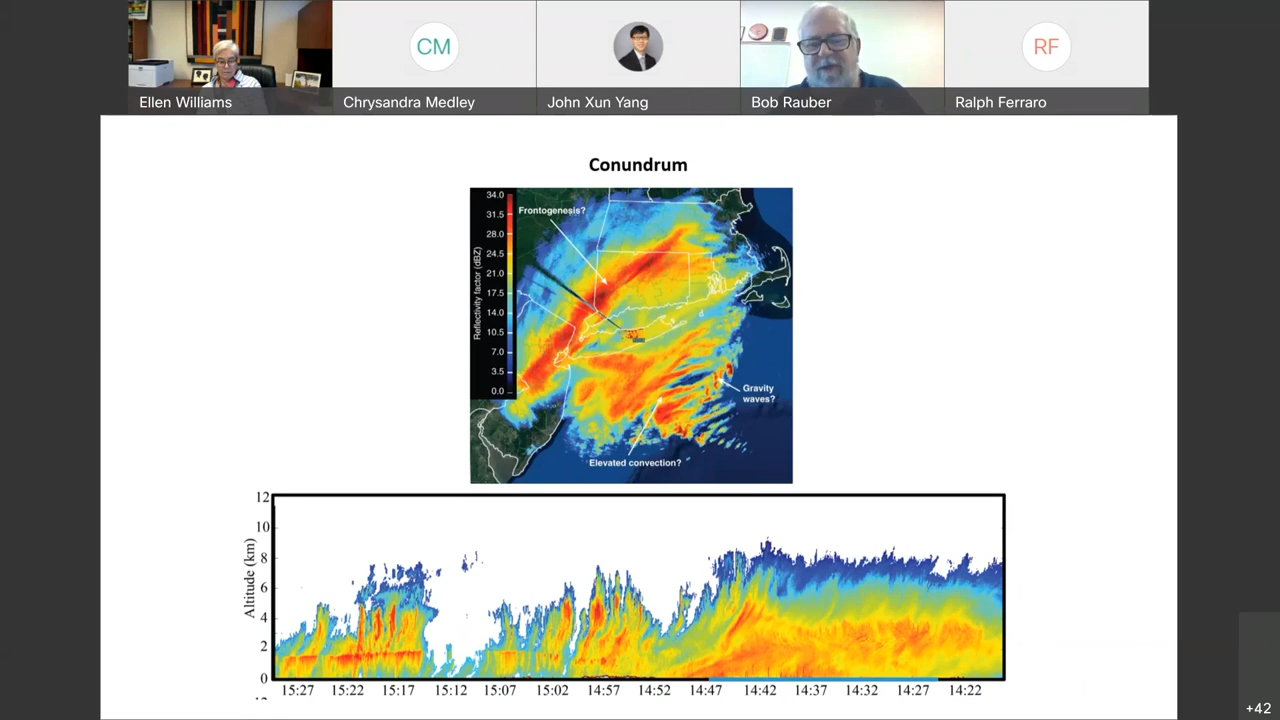 CM
RF
Ellen Williams
Chrysandra Medley
John Xun Yang
Bob Rauber
Ralph Ferraro
Conundrum
34.0
31.5
28.0
24.5
21.0
17.5
14.0
10.5
7.0
3.5
0.0
Reflectivity factor (dBZ)
Frontogenesis?
Gravity
waves?
Elevated convection?
12
10
8
6
4
2
0
Altitude (km)
15:27 15:22 15:17 15:12 15:07 15:02 14:57 14:52 14:47 14:42 14:37 14:32 14:27 14:22
+42